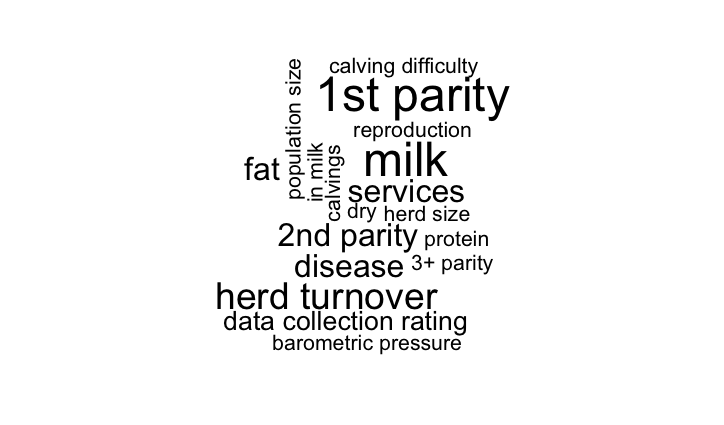 calving difficulty
population size
1st parity
reproduction
in milk
calvings
milk
fat
services
dry
herd size
2nd parity
protein
disease
3+ parity
herd turnover
data collection rating
barometric pressure